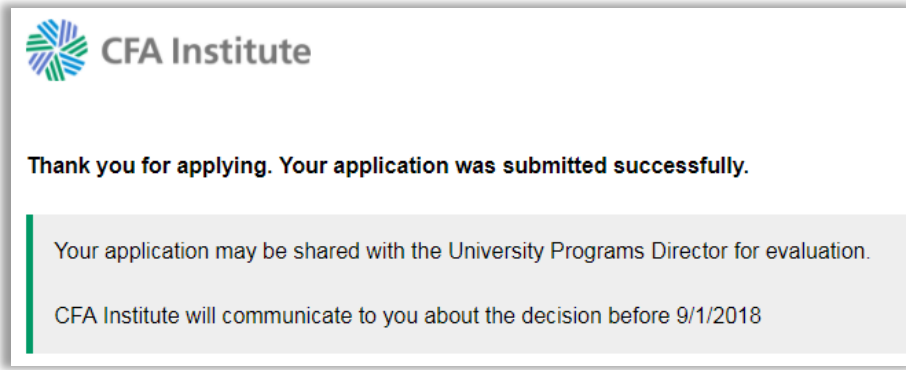 CFA Institute
Thank you for applying. Your application was submitted successfully.
Your application may be shared with the University Programs Director for evaluation.
CFA Institute will communicate to you about the decision before 9/1/2018